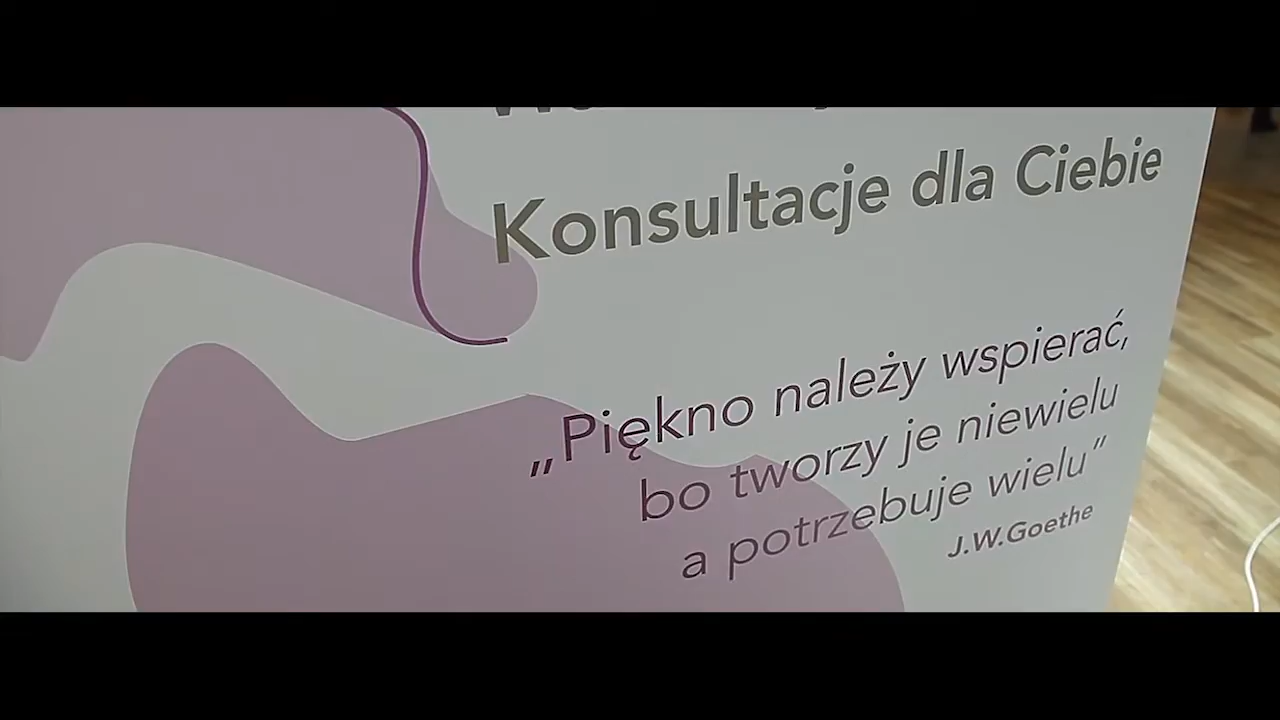 Konsultacje dla Ciebie
„Piękno należy wspierać,
bo tworzy je niewielu
a potrzebuje wielu”
J.W.Goethe